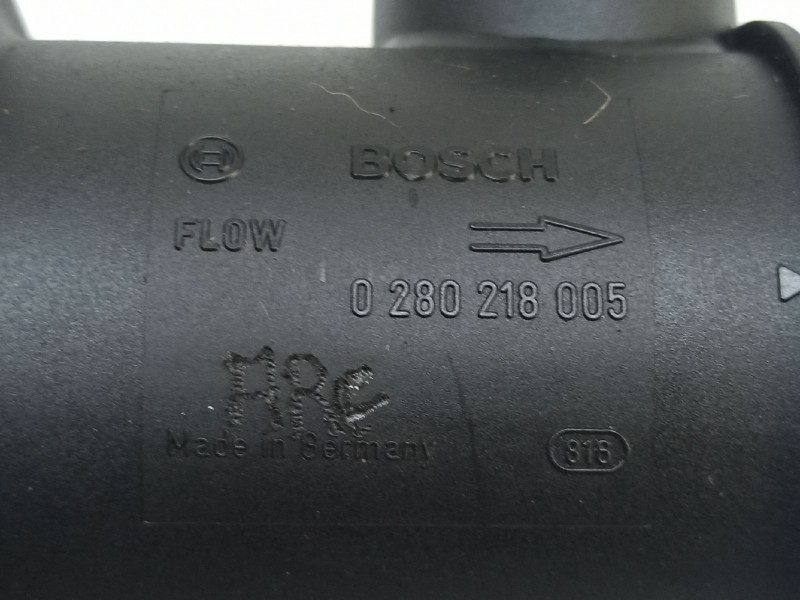 BOSCH
FLOW
0 280 218 005
ARC
Made in Germany
818